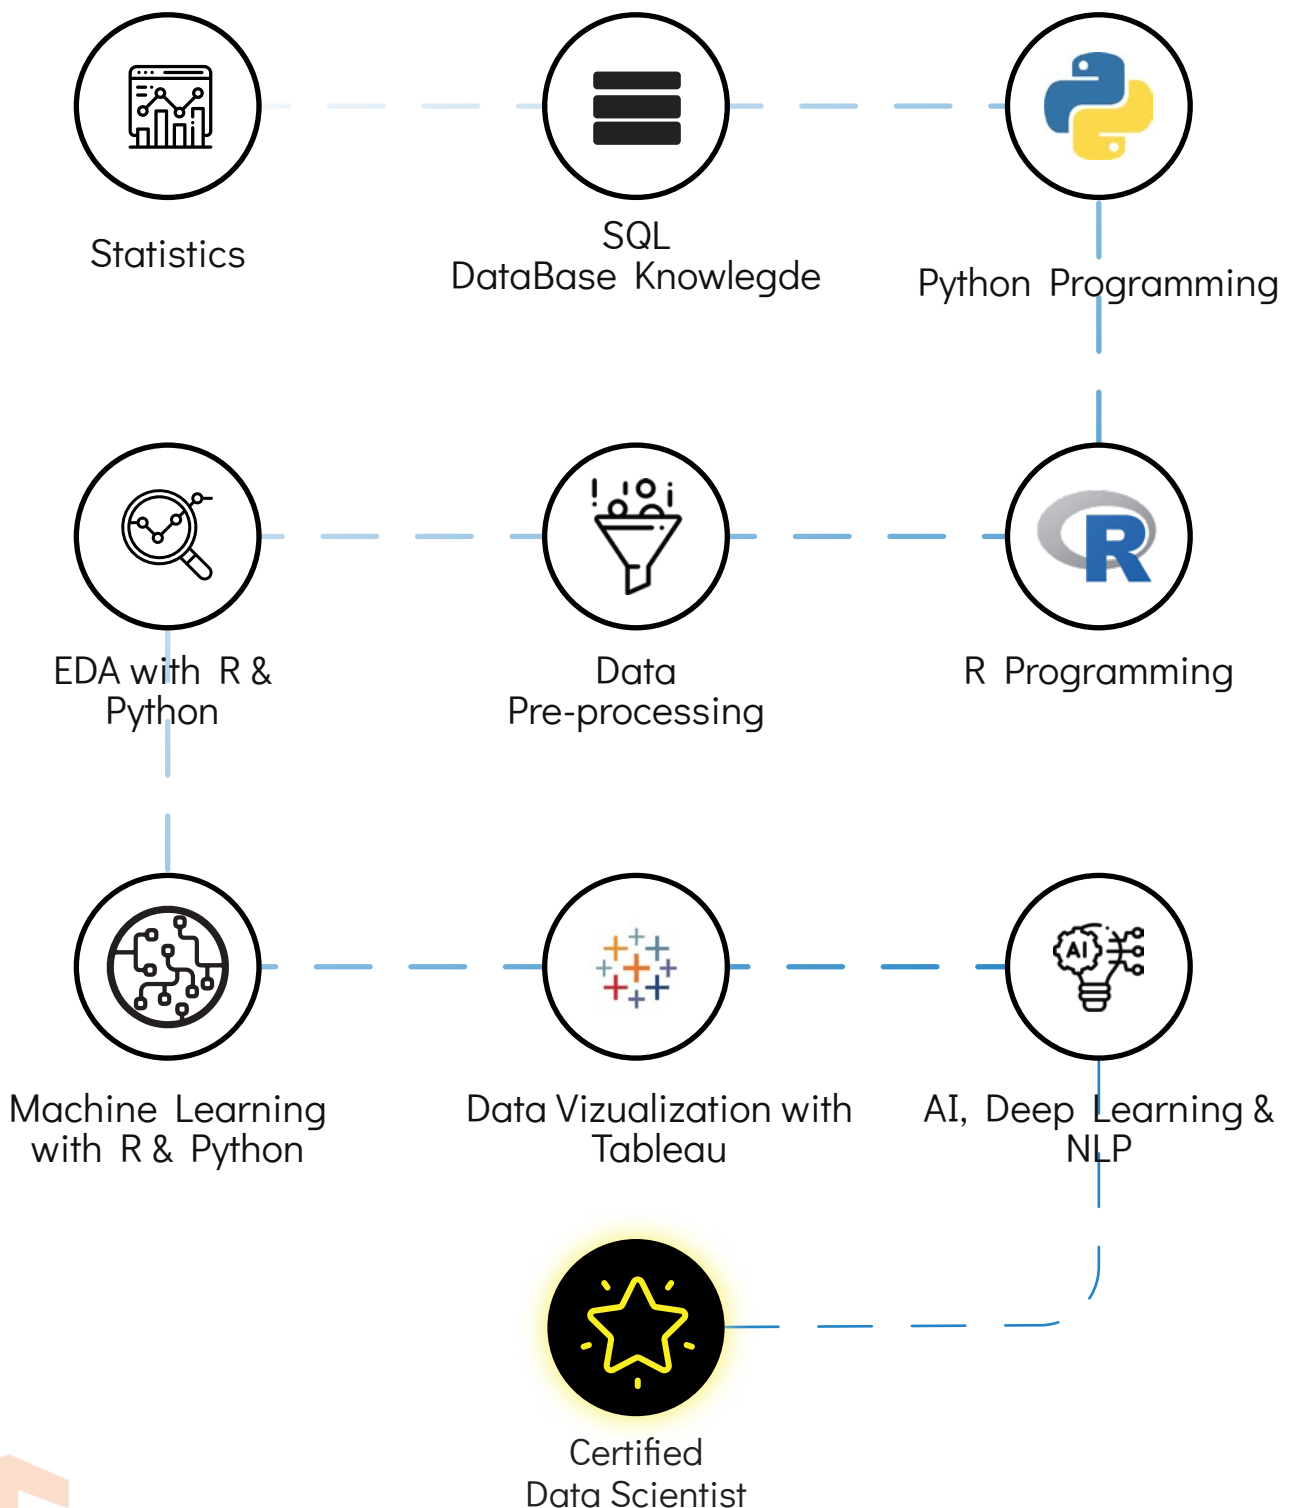 Statistics
SQL
DataBase Knowlegde
Python Programming
EDA with R &
Python
Data
Pre-processing
R Programming
R
Machine Learning
with R & Python
Data Vizualization with
Tableau
AI
AI, Deep Learning &
NLP
Certified
Data Scientist